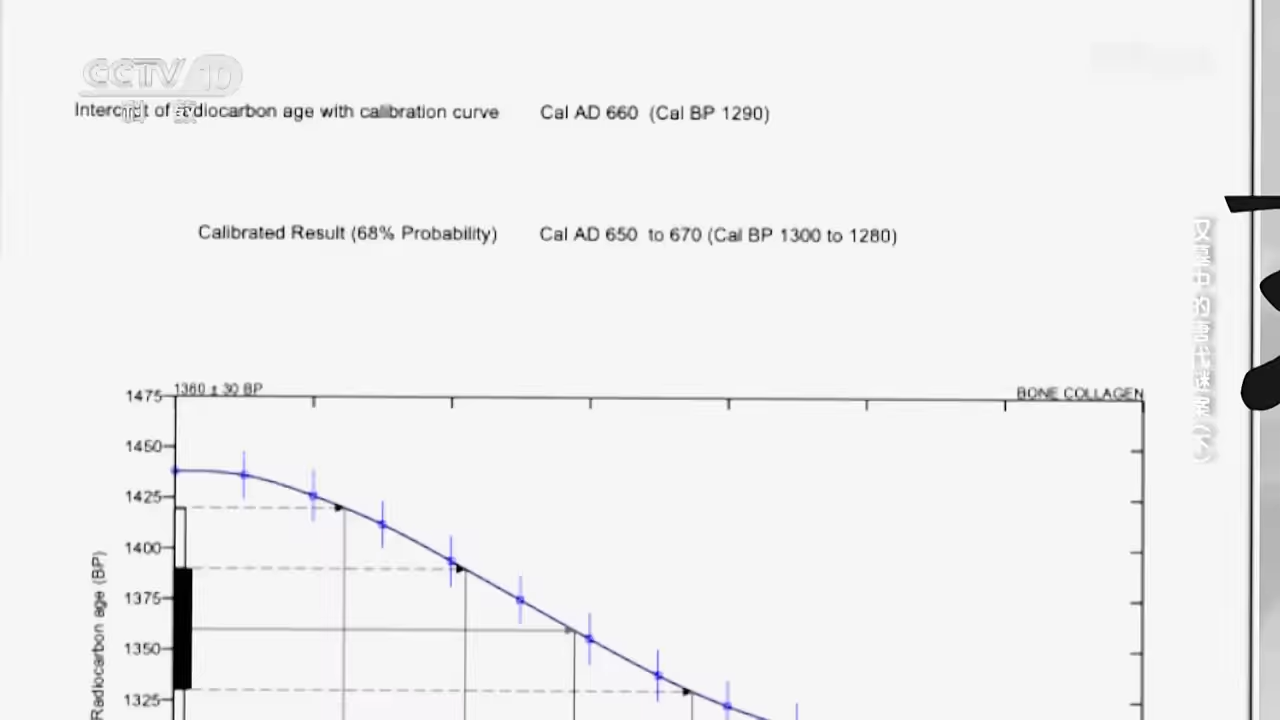 CCTV 10
科教
Intercept of radiocarbon age with calibration curve Cal AD 660 (Cal BP 1290)
Calibrated Result (68% Probability) Cal AD 650 to 670 (Cal BP 1300 to 1280)
1360 ± 30 BP
BONE COLLAGEN
1475
1450
1425
1400
1375
1350
1325
Radiocarbon age (BP)